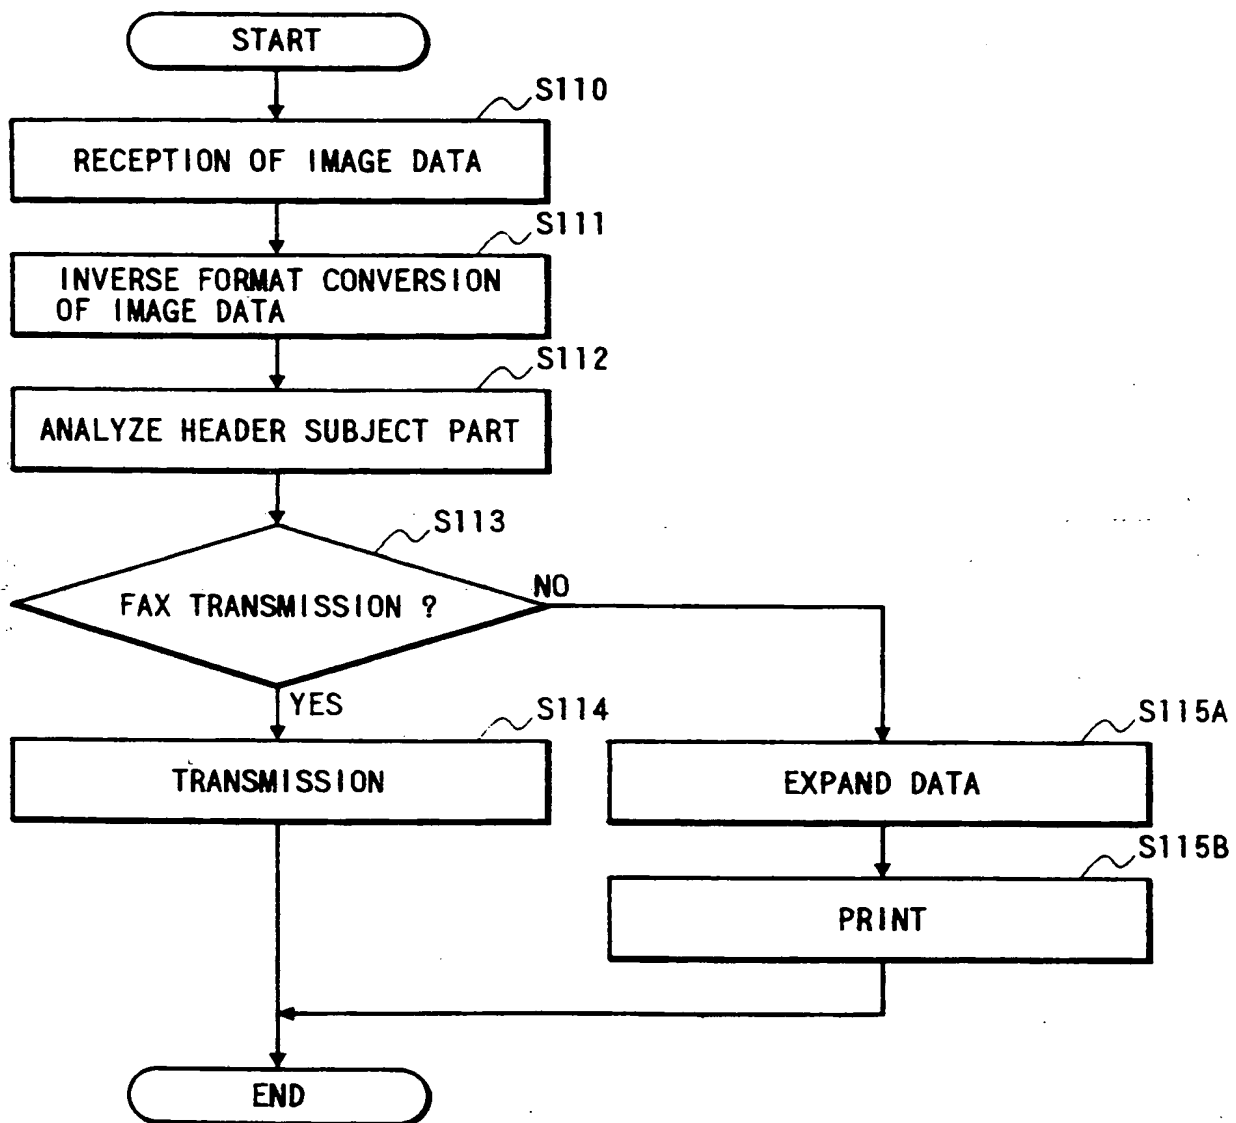 START
S110
RECEPTION OF IMAGE DATA
S111
INVERSE FORMAT CONVERSION
OF IMAGE DATA
S112
ANALYZE HEADER SUBJECT PART
S113
FAX TRANSMISSION ?
NO
YES
S114
TRANSMISSION
S115A
EXPAND DATA
S115B
PRINT
END